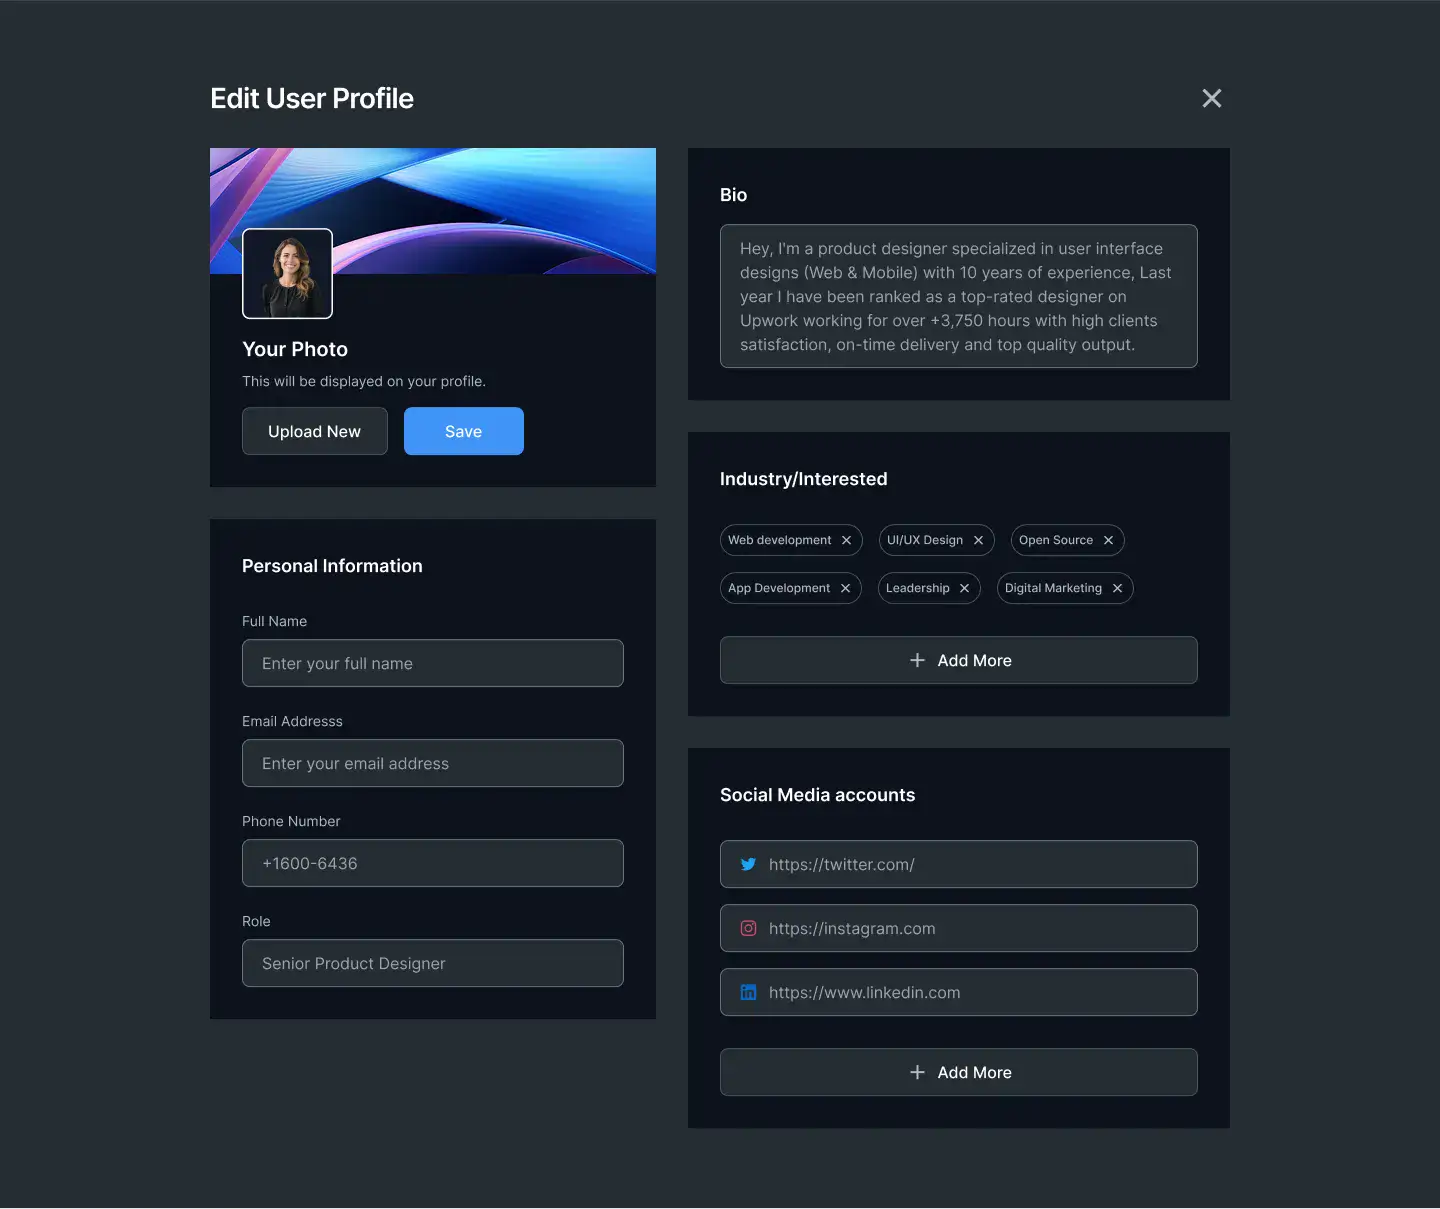 Edit User Profile
Your Photo
This will be displayed on your profile.
Upload New
Save
Personal Information
Full Name
Enter your full name
Email Addresss
Enter your email address
Phone Number
+1600-6436
Role
Senior Product Designer
Bio
Hey, I'm a product designer specialized in user interface
designs (Web & Mobile) with 10 years of experience, Last
year I have been ranked as a top-rated designer on
Upwork working for over +3,750 hours with high clients
satisfaction, on-time delivery and top quality output.
Industry/Interested
Web development
UI/UX Design
Open Source
App Development
Leadership
Digital Marketing
Add More
Social Media accounts
https://twitter.com/
https://instagram.com
https://www.linkedin.com
Add More